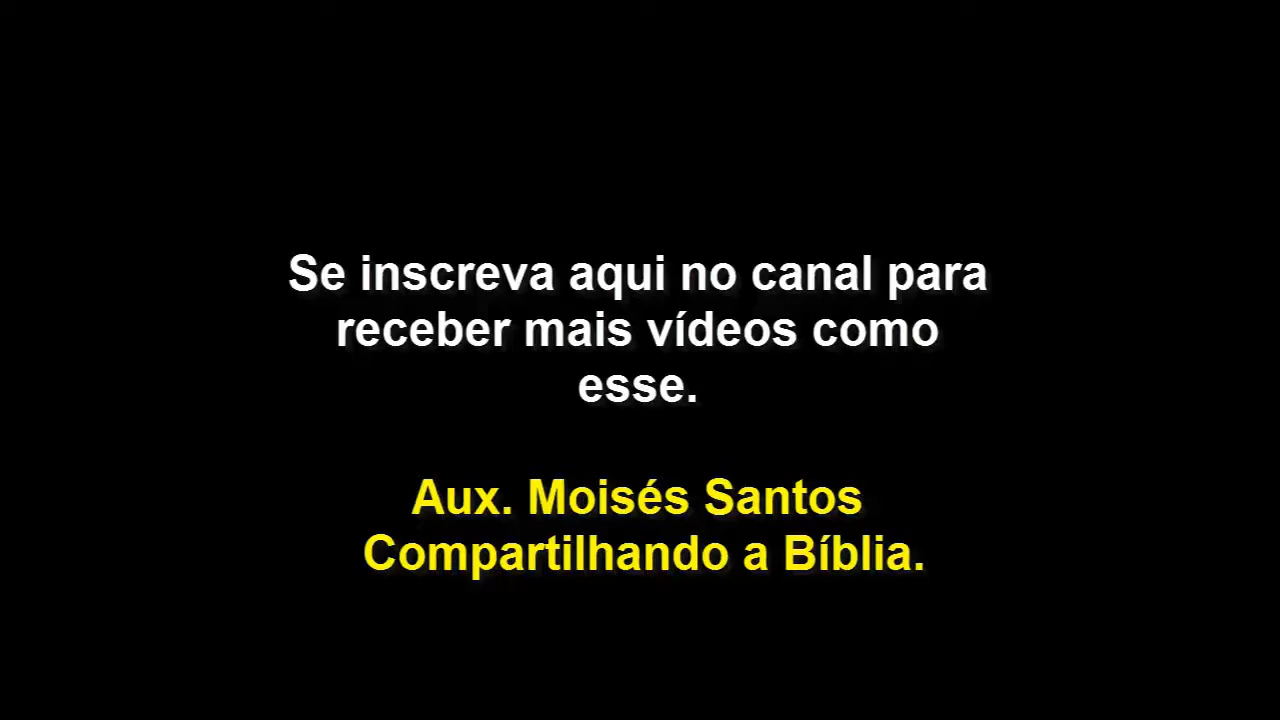 Se inscreva aqui no canal para
receber mais vídeos como
esse.
Aux. Moisés Santos
Compartilhando a Bíblia.